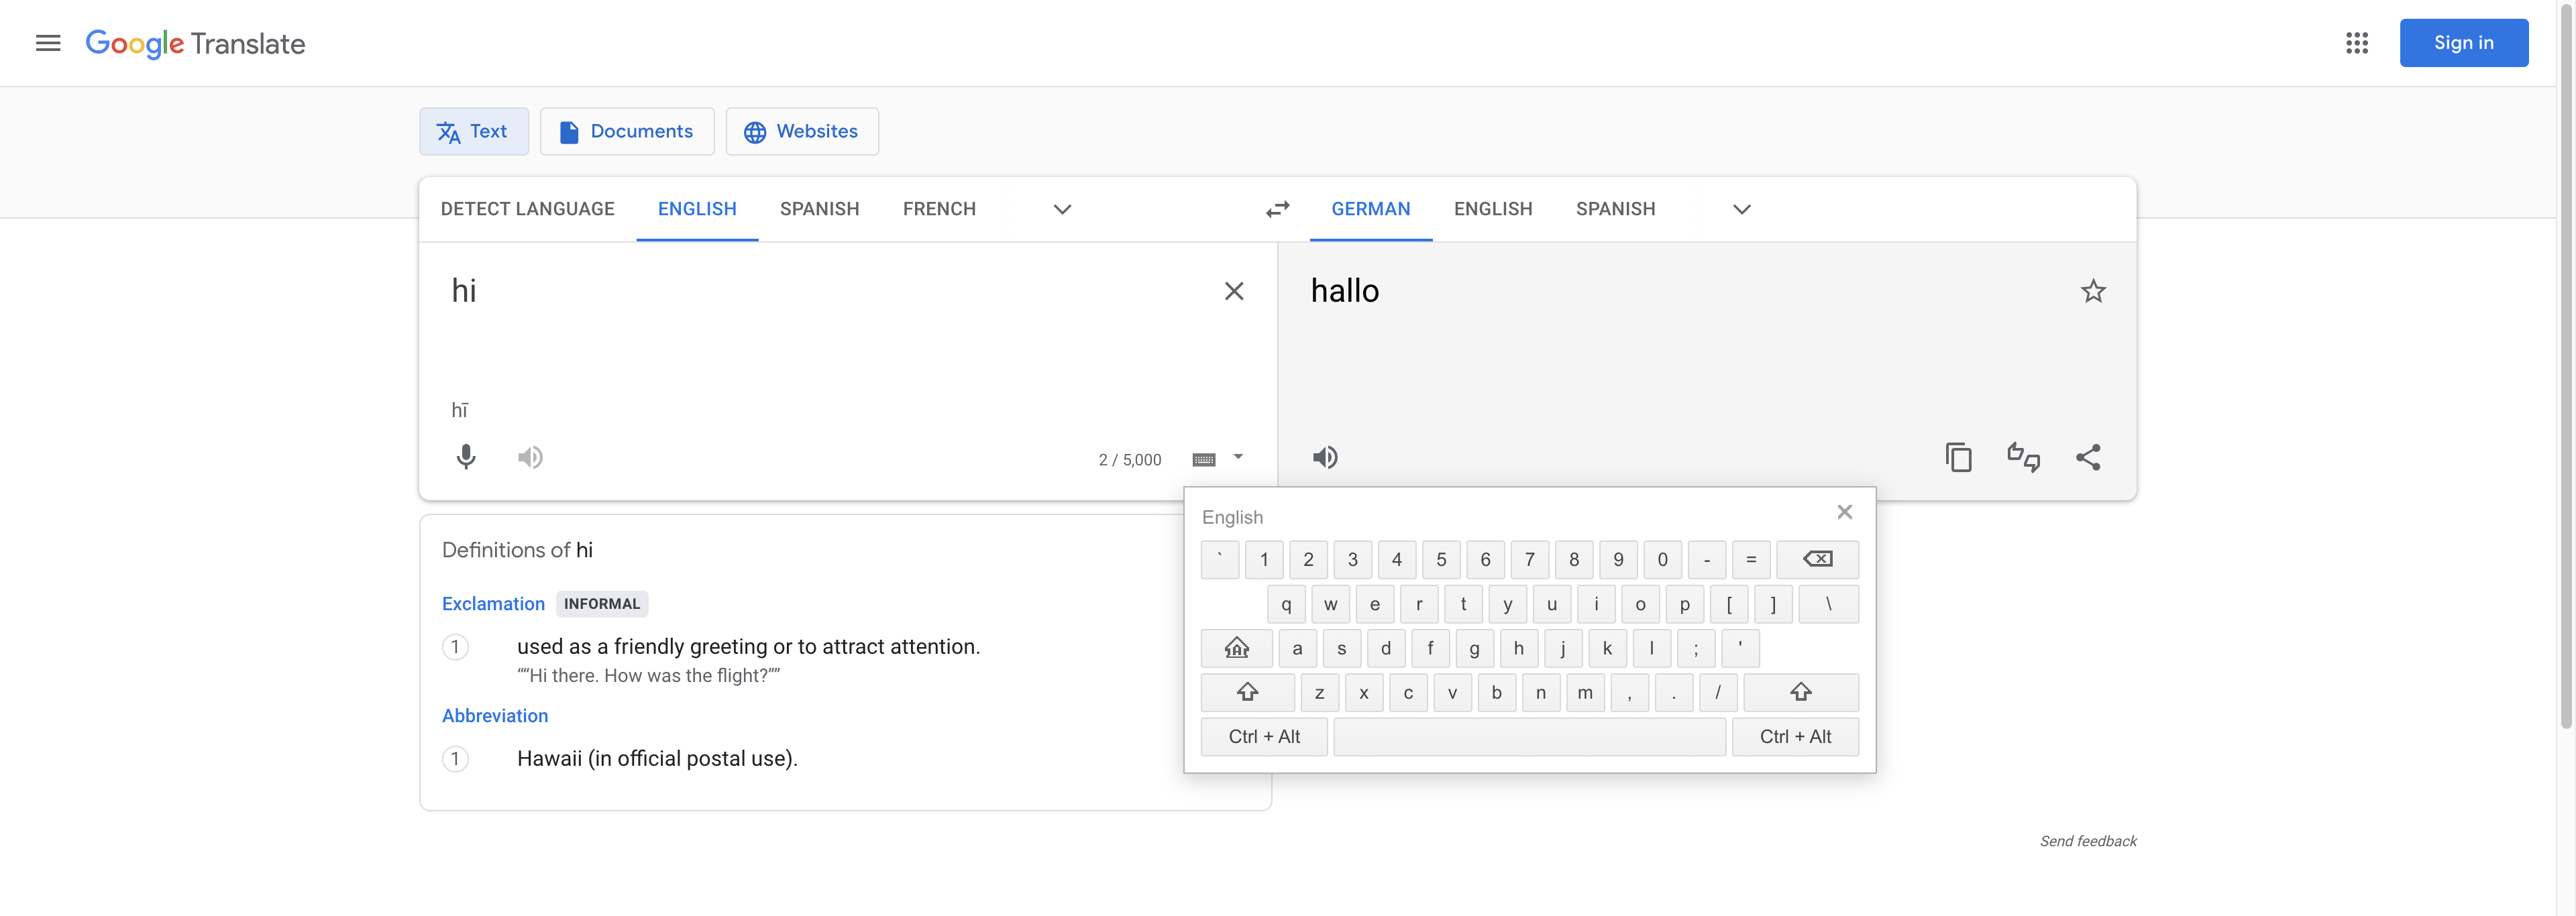 Google Translate
Sign in
Text
Documents
Websites
DETECT LANGUAGE
ENGLISH
SPANISH
FRENCH
GERMAN
ENGLISH
SPANISH
hi
hallo
hī
2 / 5,000
Definitions of hi
Exclamation INFORMAL
1 used as a friendly greeting or to attract attention.
““Hi there. How was the flight?””
Abbreviation
1 Hawaii (in official postal use).
English
` 1 2 3 4 5 6 7 8 9 0 - =
q w e r t y u i o p [ ] \
a s d f g h j k l ; '
z x c v b n m , . /
Ctrl + Alt Ctrl + Alt
Send feedback